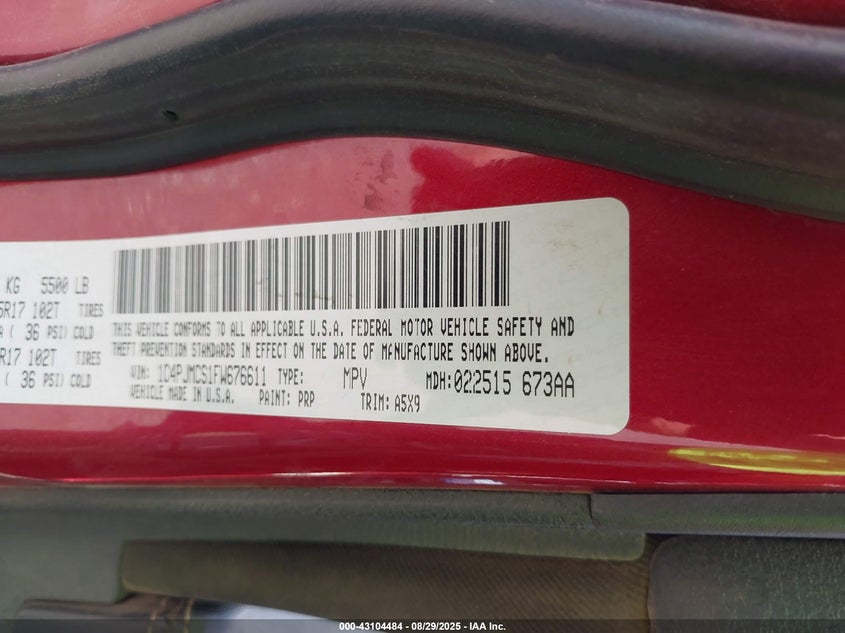 KG 5500 LB
5R17 102T TIRES
( 36 PSI) COLD
R17 102T TIRES
( 36 PSI) COLD
THIS VEHICLE CONFORMS TO ALL APPLICABLE U.S.A. FEDERAL MOTOR VEHICLE SAFETY AND
THEFT PREVENTION STANDARDS IN EFFECT ON THE DATE OF MANUFACTURE SHOWN ABOVE.
VIN: 1C4PJMCS1FW676611 TYPE: MPV MDH:022515 673AA
VEHICLE MADE IN U.S.A. PAINT: PRP TRIM: A5X9
000-43104484 - 08/29/2025 - IAA Inc.